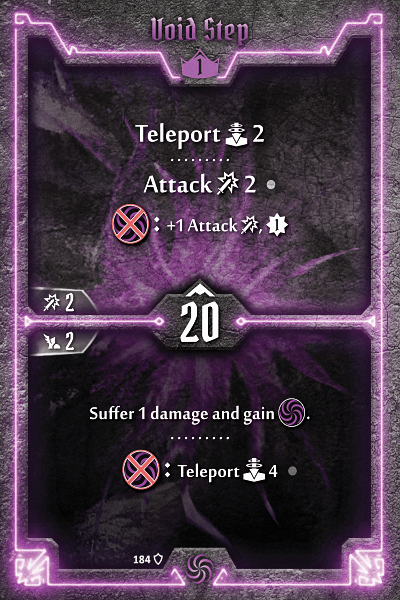 Void Step
1
Teleport 2
Attack 2
: +1 Attack , 1
2
20
2
Suffer 1 damage and gain .
: Teleport 4
184